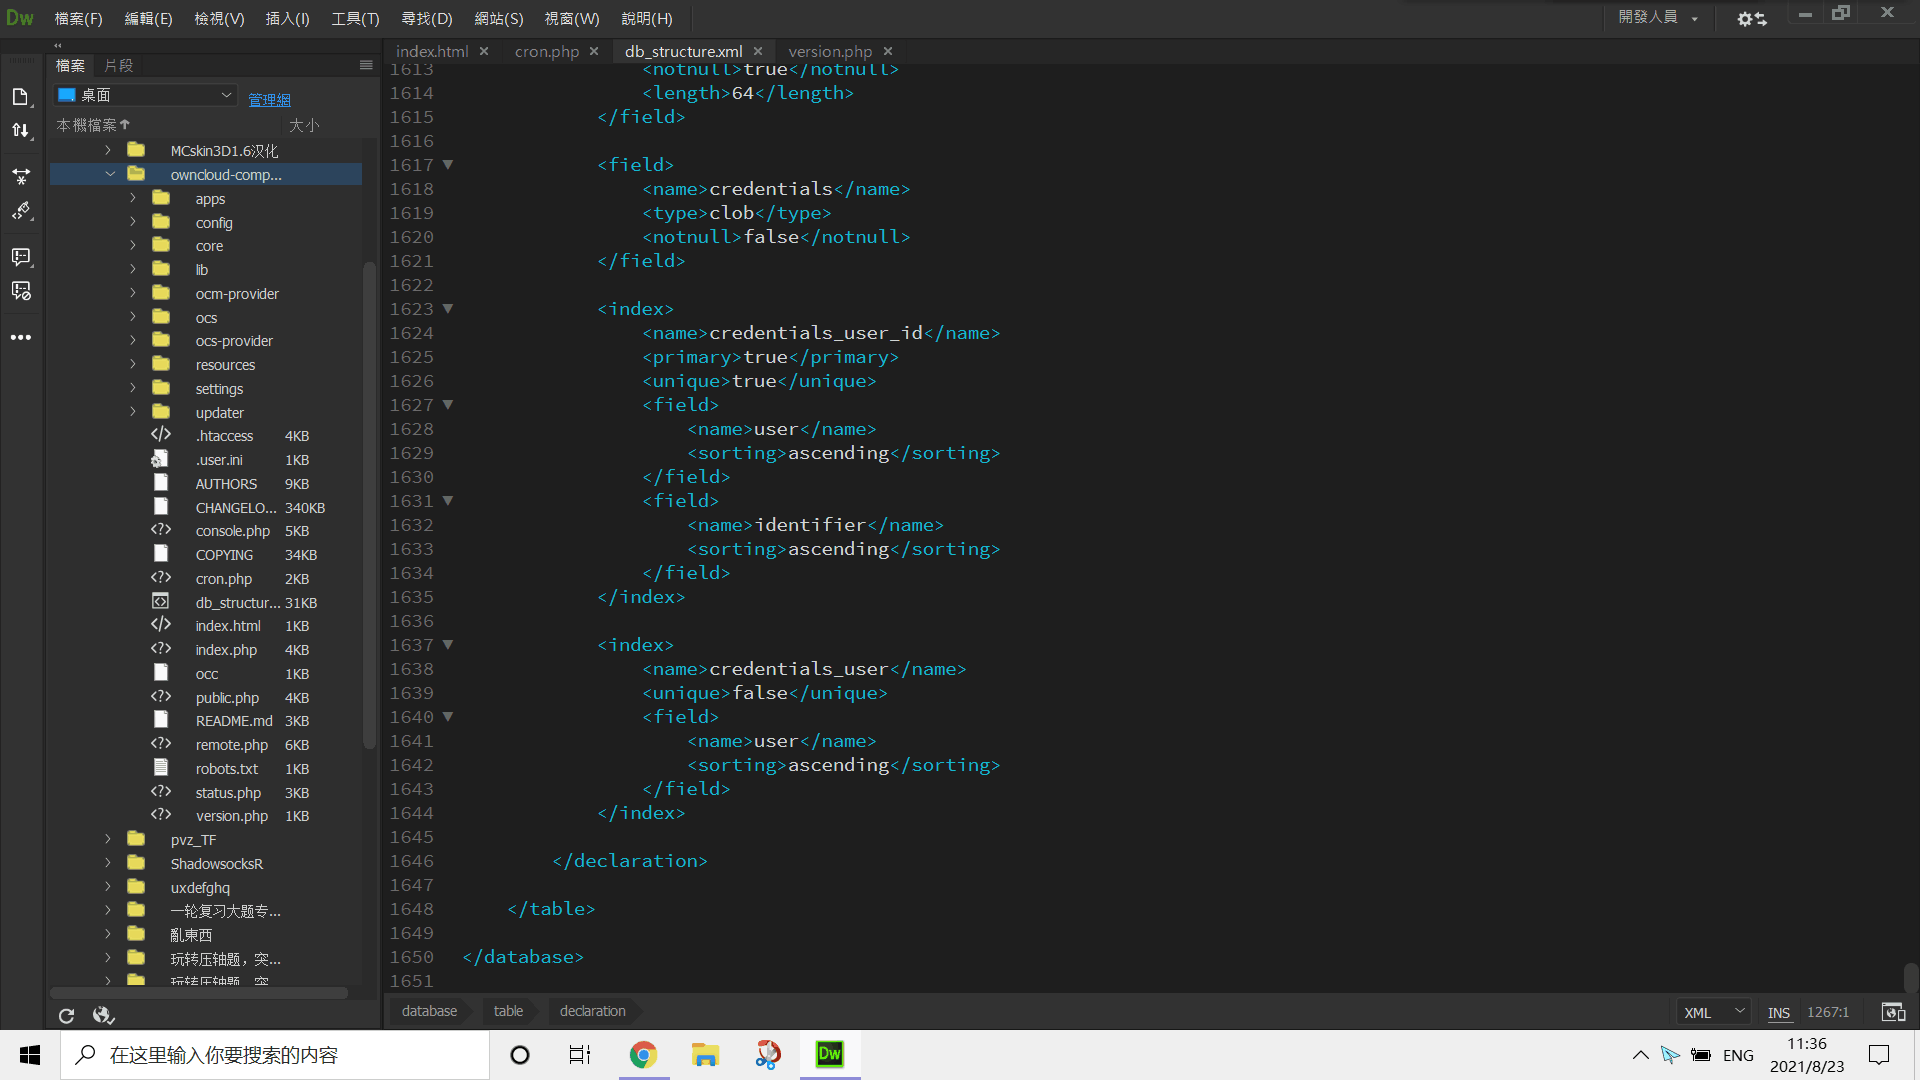 Dw 檔案(F) 編輯(E) 檢視(V) 插入(I) 工具(T) 尋找(D) 網站(S) 視窗(W) 說明(H) 開發人員
檔案 片段
桌面 管理網
本機檔案 大小
MCskin3D1.6汉化
owncloud-comp...
apps
config
core
lib
ocm-provider
ocs
ocs-provider
resources
settings
updater
.htaccess 4KB
.user.ini 1KB
AUTHORS 9KB
CHANGELO... 340KB
console.php 5KB
COPYING 34KB
cron.php 2KB
db_structur... 31KB
index.html 1KB
index.php 4KB
occ 1KB
public.php 4KB
README.md 3KB
remote.php 6KB
robots.txt 1KB
status.php 3KB
version.php 1KB
pvz_TF
ShadowsocksR
uxdefghq
一轮复习大题专...
亂東西
玩转压轴题，突...
玩转压轴题，突
index.html cron.php db_structure.xml version.php
1613 <notnull>true</notnull>
1614 <length>64</length>
1615 </field>
1616
1617 <field>
1618 <name>credentials</name>
1619 <type>clob</type>
1620 <notnull>false</notnull>
1621 </field>
1622
1623 <index>
1624 <name>credentials_user_id</name>
1625 <primary>true</primary>
1626 <unique>true</unique>
1627 <field>
1628 <name>user</name>
1629 <sorting>ascending</sorting>
1630 </field>
1631 <field>
1632 <name>identifier</name>
1633 <sorting>ascending</sorting>
1634 </field>
1635 </index>
1636
1637 <index>
1638 <name>credentials_user</name>
1639 <unique>false</unique>
1640 <field>
1641 <name>user</name>
1642 <sorting>ascending</sorting>
1643 </field>
1644 </index>
1645
1646 </declaration>
1647
1648 </table>
1649
1650 </database>
1651
database table declaration XML INS 1267:1
在这里输入你要搜索的内容 Dw ENG 11:36
2021/8/23